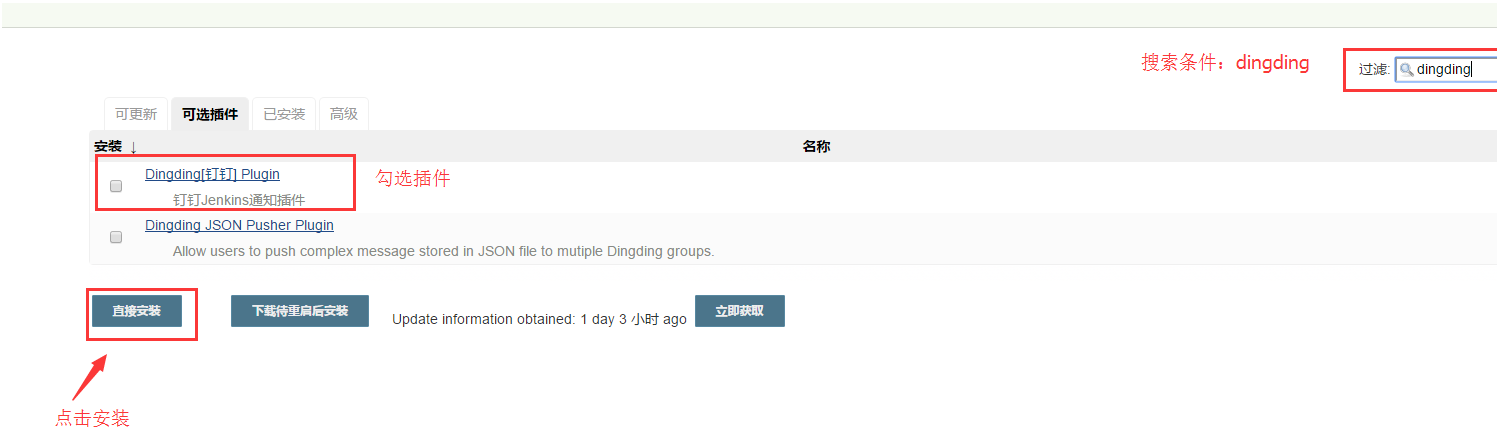 搜索条件：dingding
过滤: dingding
可更新 可选插件 已安装 高级
安装 ↓ 名称
Dingding[钉钉] Plugin
勾选插件
钉钉Jenkins通知插件
Dingding JSON Pusher Plugin
Allow users to push complex message stored in JSON file to mutiple Dingding groups.
直接安装 下载待重启后安装 Update information obtained: 1 day 3 小时 ago 立即获取
点击安装